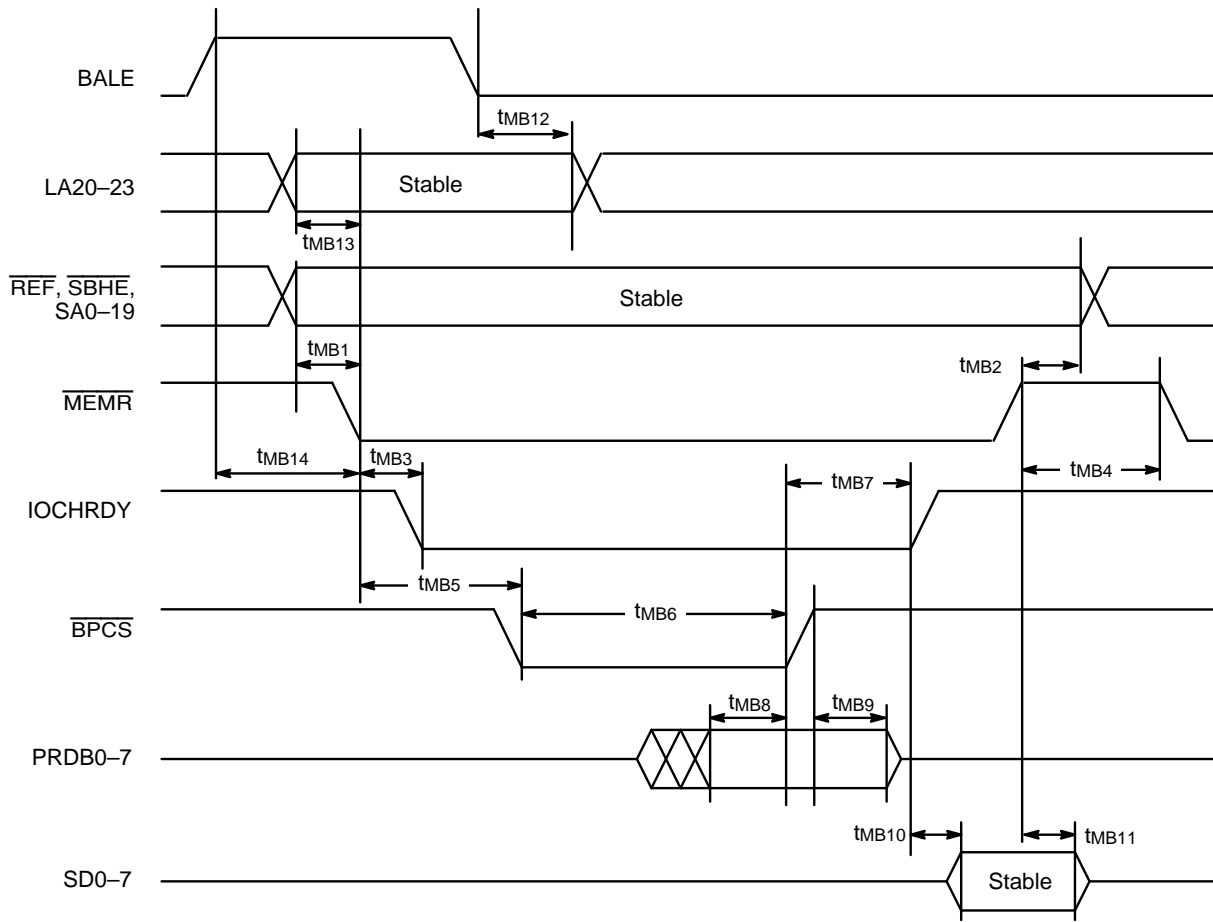 BALE
tMB12
LA20–23
Stable
tMB13
REF, SBHE,
SA0–19
Stable
tMB1
tMB2
MEMR
tMB14
tMB3
tMB4
tMB7
IOCHRDY
tMB5
tMB6
BPCS
tMB8
tMB9
PRDB0–7
tMB10
tMB11
SD0–7
Stable